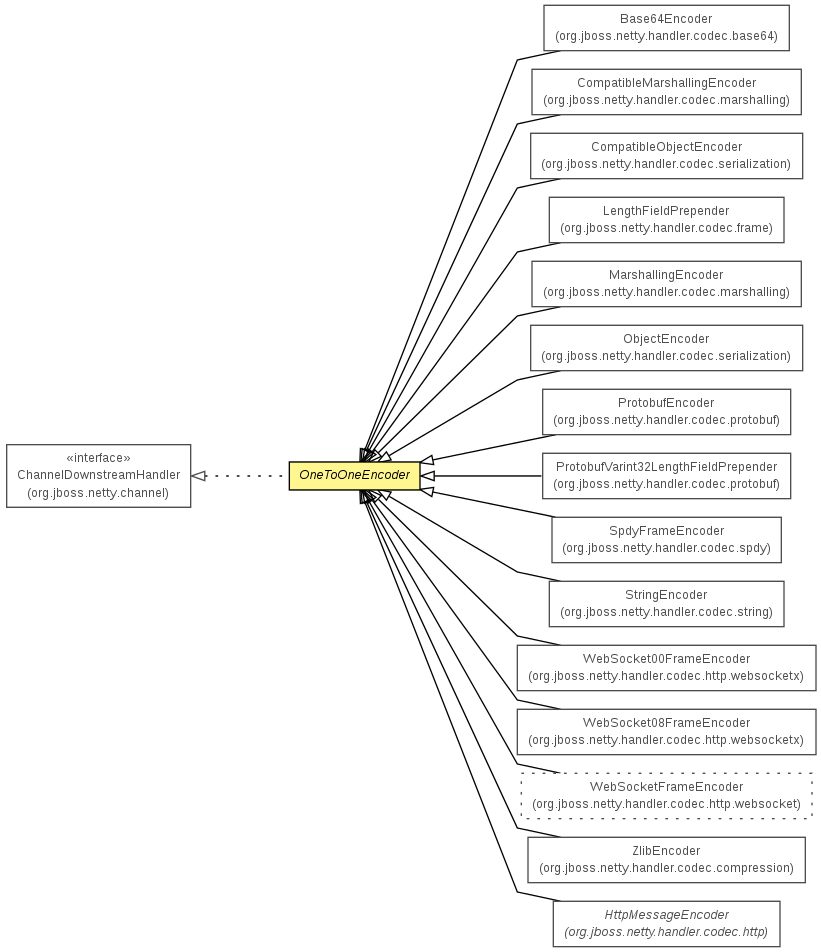 Base64Encoder
(org.jboss.netty.handler.codec.base64)
CompatibleMarshallingEncoder
(org.jboss.netty.handler.codec.marshalling)
CompatibleObjectEncoder
(org.jboss.netty.handler.codec.serialization)
LengthFieldPrepender
(org.jboss.netty.handler.codec.frame)
MarshallingEncoder
(org.jboss.netty.handler.codec.marshalling)
ObjectEncoder
(org.jboss.netty.handler.codec.serialization)
ProtobufEncoder
(org.jboss.netty.handler.codec.protobuf)
«interface»
ChannelDownstreamHandler
(org.jboss.netty.channel)
OneToOneEncoder
ProtobufVarint32LengthFieldPrepender
(org.jboss.netty.handler.codec.protobuf)
SpdyFrameEncoder
(org.jboss.netty.handler.codec.spdy)
StringEncoder
(org.jboss.netty.handler.codec.string)
WebSocket00FrameEncoder
(org.jboss.netty.handler.codec.http.websocketx)
WebSocket08FrameEncoder
(org.jboss.netty.handler.codec.http.websocketx)
WebSocketFrameEncoder
(org.jboss.netty.handler.codec.http.websocket)
ZlibEncoder
(org.jboss.netty.handler.codec.compression)
HttpMessageEncoder
(org.jboss.netty.handler.codec.http)